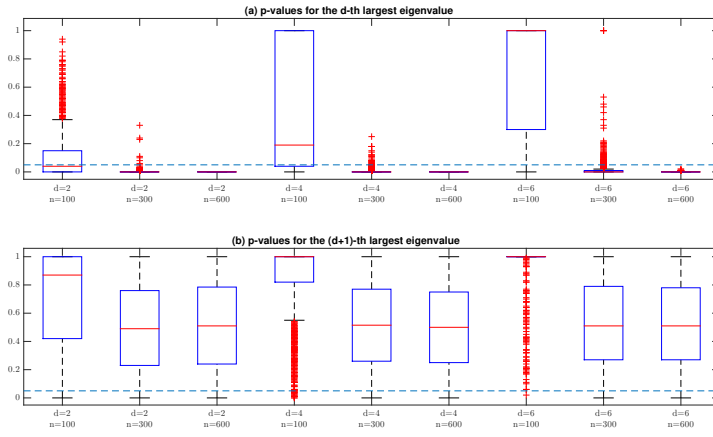 (a) p-values for the d-th largest eigenvalue
1
0.8
0.6
0.4
0.2
0
d=2 d=2 d=2 d=4 d=4 d=4 d=6 d=6 d=6
n=100 n=300 n=600 n=100 n=300 n=600 n=100 n=300 n=600
(b) p-values for the (d+1)-th largest eigenvalue
1
0.8
0.6
0.4
0.2
0
d=2 d=2 d=2 d=4 d=4 d=4 d=6 d=6 d=6
n=100 n=300 n=600 n=100 n=300 n=600 n=100 n=300 n=600